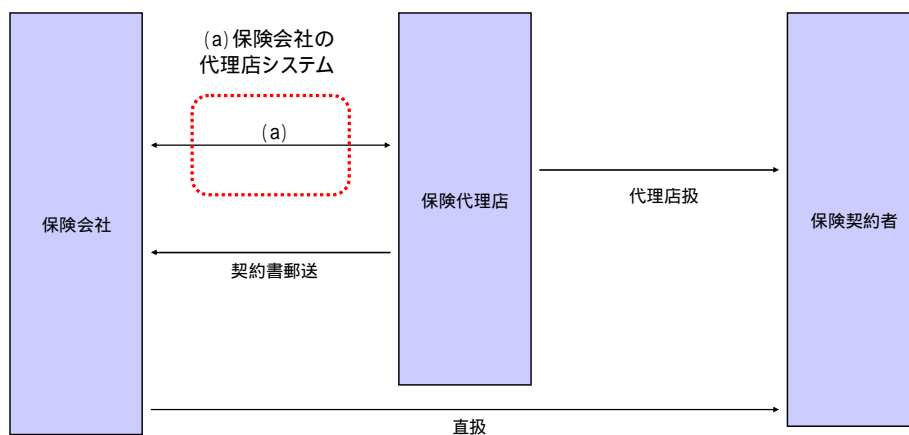 (a)保険会社の
代理店システム
(a)
保険会社
保険代理店
代理店扱
保険契約者
契約書郵送
直扱